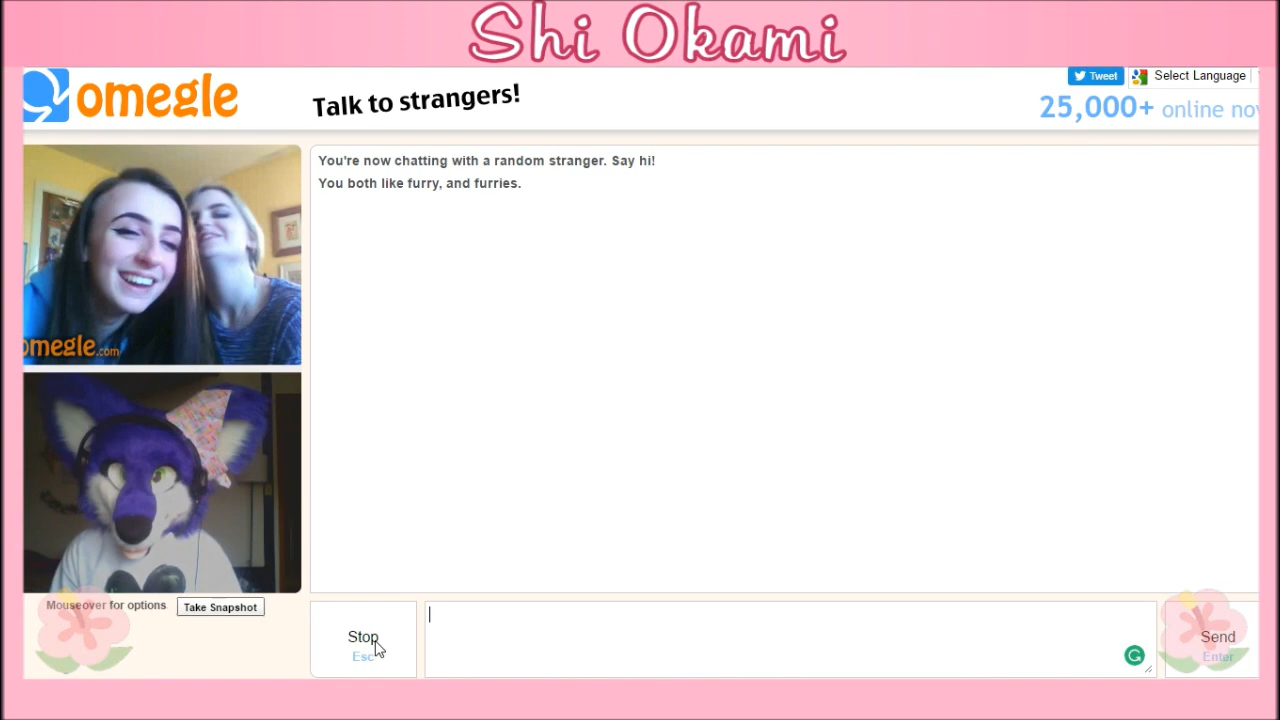 Shi Okami
omegle
Talk to strangers!
Tweet
Select Language
25,000+ online no
You're now chatting with a random stranger. Say hi!
You both like furry, and furries.
omegle.com
Mouseover for options
Take Snapshot
Stop
Esc
Send
Enter